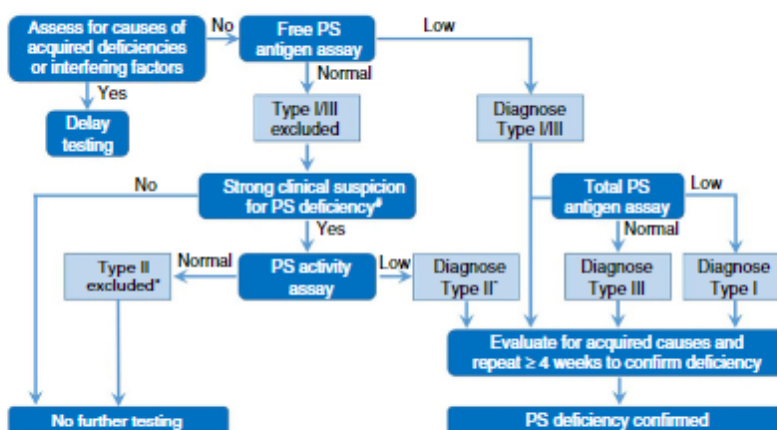 Assess for causes of
acquired deficiencies
or interfering factors
No
Free PS
antigen assay
Low
Yes
Normal
Delay
testing
Type I/III
excluded
Diagnose
Type I/III
No
Strong clinical suspicion
for PS deficiency#
Total PS
antigen assay
Low
Yes
Normal
Type II
excluded*
Normal
PS activity
assay
Low
Diagnose
Type II~
Diagnose
Type III
Diagnose
Type I
Evaluate for acquired causes and
repeat ≥ 4 weeks to confirm deficiency
No further testing
PS deficiency confirmed